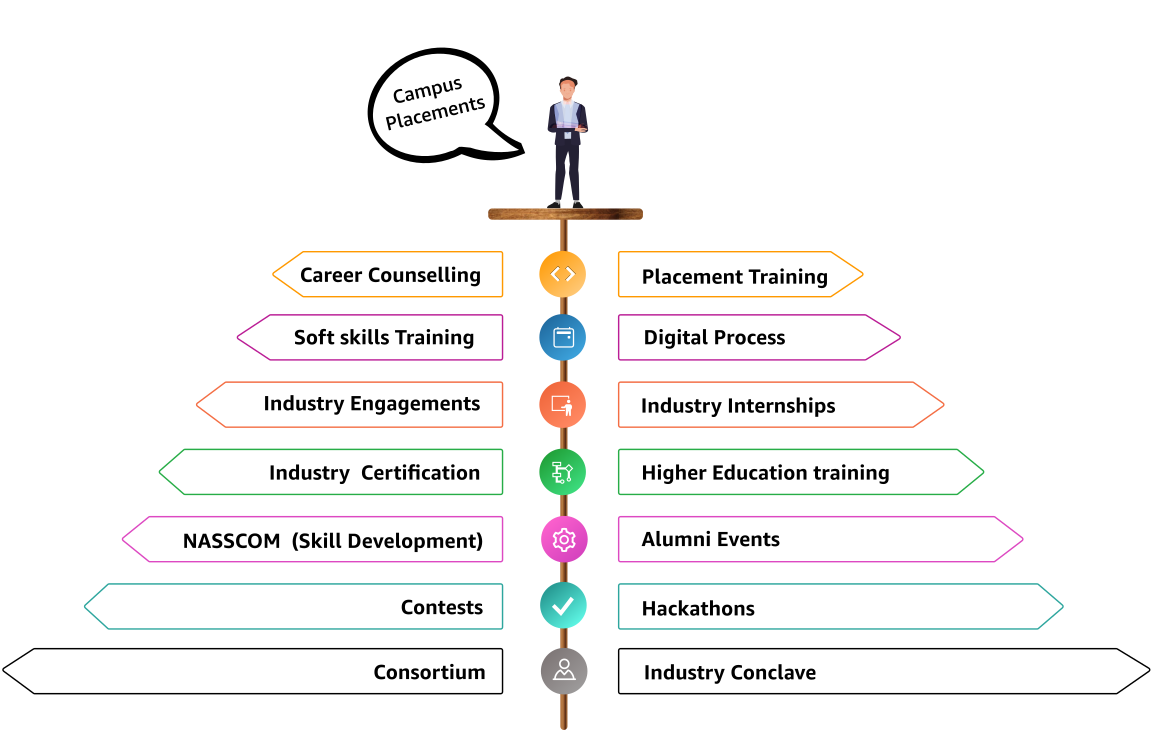 Campus
Placements
Career Counselling
Placement Training
Soft skills Training
Digital Process
Industry Engagements
Industry Internships
Industry  Certification
Higher Education training
NASSCOM  (Skill Development)
Alumni Events
Contests
Hackathons
Consortium
Industry Conclave